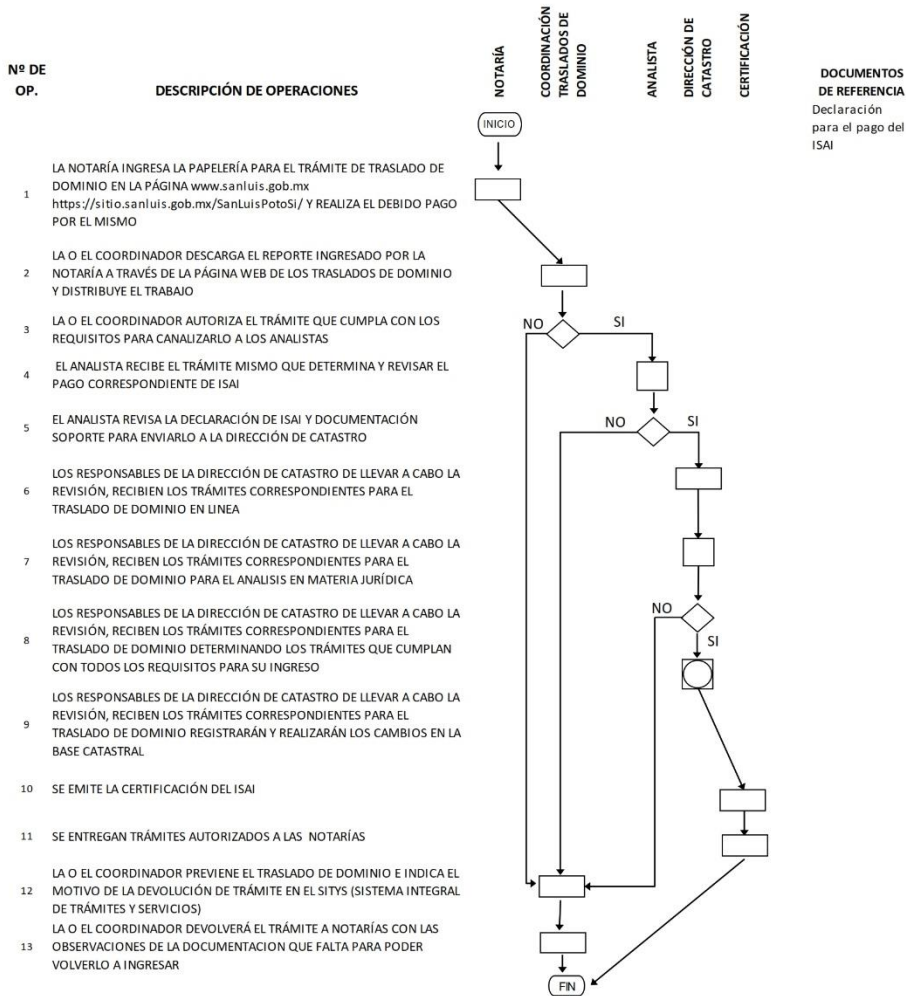 Nº DE
OP.
DESCRIPCIÓN DE OPERACIONES
NOTARÍA
COORDINACIÓN
TRASLADOS DE
DOMINIO
ANALISTA
DIRECCIÓN DE
CATASTRO
CERTIFICACIÓN
DOCUMENTOS
DE REFERENCIA
Declaración
para el pago del
ISAI
INICIO
1
LA NOTARÍA INGRESA LA PAPELERÍA PARA EL TRÁMITE DE TRASLADO DE
DOMINIO EN LA PÁGINA www.sanluis.gob.mx
https://sitio.sanluis.gob.mx/SanLuisPotoSi/ Y REALIZA EL DEBIDO PAGO
POR EL MISMO
2
LA O EL COORDINADOR DESCARGA EL REPORTE INGRESADO POR LA
NOTARÍA A TRAVÉS DE LA PÁGINA WEB DE LOS TRASLADOS DE DOMINIO
Y DISTRIBUYE EL TRABAJO
3
LA O EL COORDINADOR AUTORIZA EL TRÁMITE QUE CUMPLA CON LOS
REQUISITOS PARA CANALIZARLO A LOS ANALISTAS
NO
SI
4
EL ANALISTA RECIBE EL TRÁMITE MISMO QUE DETERMINA Y REVISAR EL
PAGO CORRESPONDIENTE DE ISAI
5
EL ANALISTA REVISA LA DECLARACIÓN DE ISAI Y DOCUMENTACIÓN
SOPORTE PARA ENVIARLO A LA DIRECCIÓN DE CATASTRO
NO
SI
6
LOS RESPONSABLES DE LA DIRECCIÓN DE CATASTRO DE LLEVAR A CABO LA
REVISIÓN, RECIBIEN LOS TRÁMITES CORRESPONDIENTES PARA EL
TRASLADO DE DOMINIO EN LINEA
7
LOS RESPONSABLES DE LA DIRECCIÓN DE CATASTRO DE LLEVAR A CABO LA
REVISIÓN, RECIBEN LOS TRÁMITES CORRESPONDIENTES PARA EL
TRASLADO DE DOMINIO PARA EL ANALISIS EN MATERIA JURÍDICA
8
LOS RESPONSABLES DE LA DIRECCIÓN DE CATASTRO DE LLEVAR A CABO LA
REVISIÓN, RECIBEN LOS TRÁMITES CORRESPONDIENTES PARA EL
TRASLADO DE DOMINIO DETERMINANDO LOS TRÁMITES QUE CUMPLAN
CON TODOS LOS REQUISITOS PARA SU INGRESO
NO
SI
9
LOS RESPONSABLES DE LA DIRECCIÓN DE CATASTRO DE LLEVAR A CABO LA
REVISIÓN, RECIBEN LOS TRÁMITES CORRESPONDIENTES PARA EL
TRASLADO DE DOMINIO REGISTRARÁN Y REALIZARÁN LOS CAMBIOS EN LA
BASE CATASTRAL
10
SE EMITE LA CERTIFICACIÓN DEL ISAI
11
SE ENTREGAN TRÁMITES AUTORIZADOS A LAS NOTARÍAS
12
LA O EL COORDINADOR PREVIENE EL TRASLADO DE DOMINIO E INDICA EL
MOTIVO DE LA DEVOLUCIÓN DE TRÁMITE EN EL SITYS (SISTEMA INTEGRAL
DE TRÁMITES Y SERVICIOS)
13
LA O EL COORDINADOR DEVOLVERÁ EL TRÁMITE A NOTARÍAS CON LAS
OBSERVACIONES DE LA DOCUMENTACION QUE FALTA PARA PODER
VOLVERLO A INGRESAR
FIN